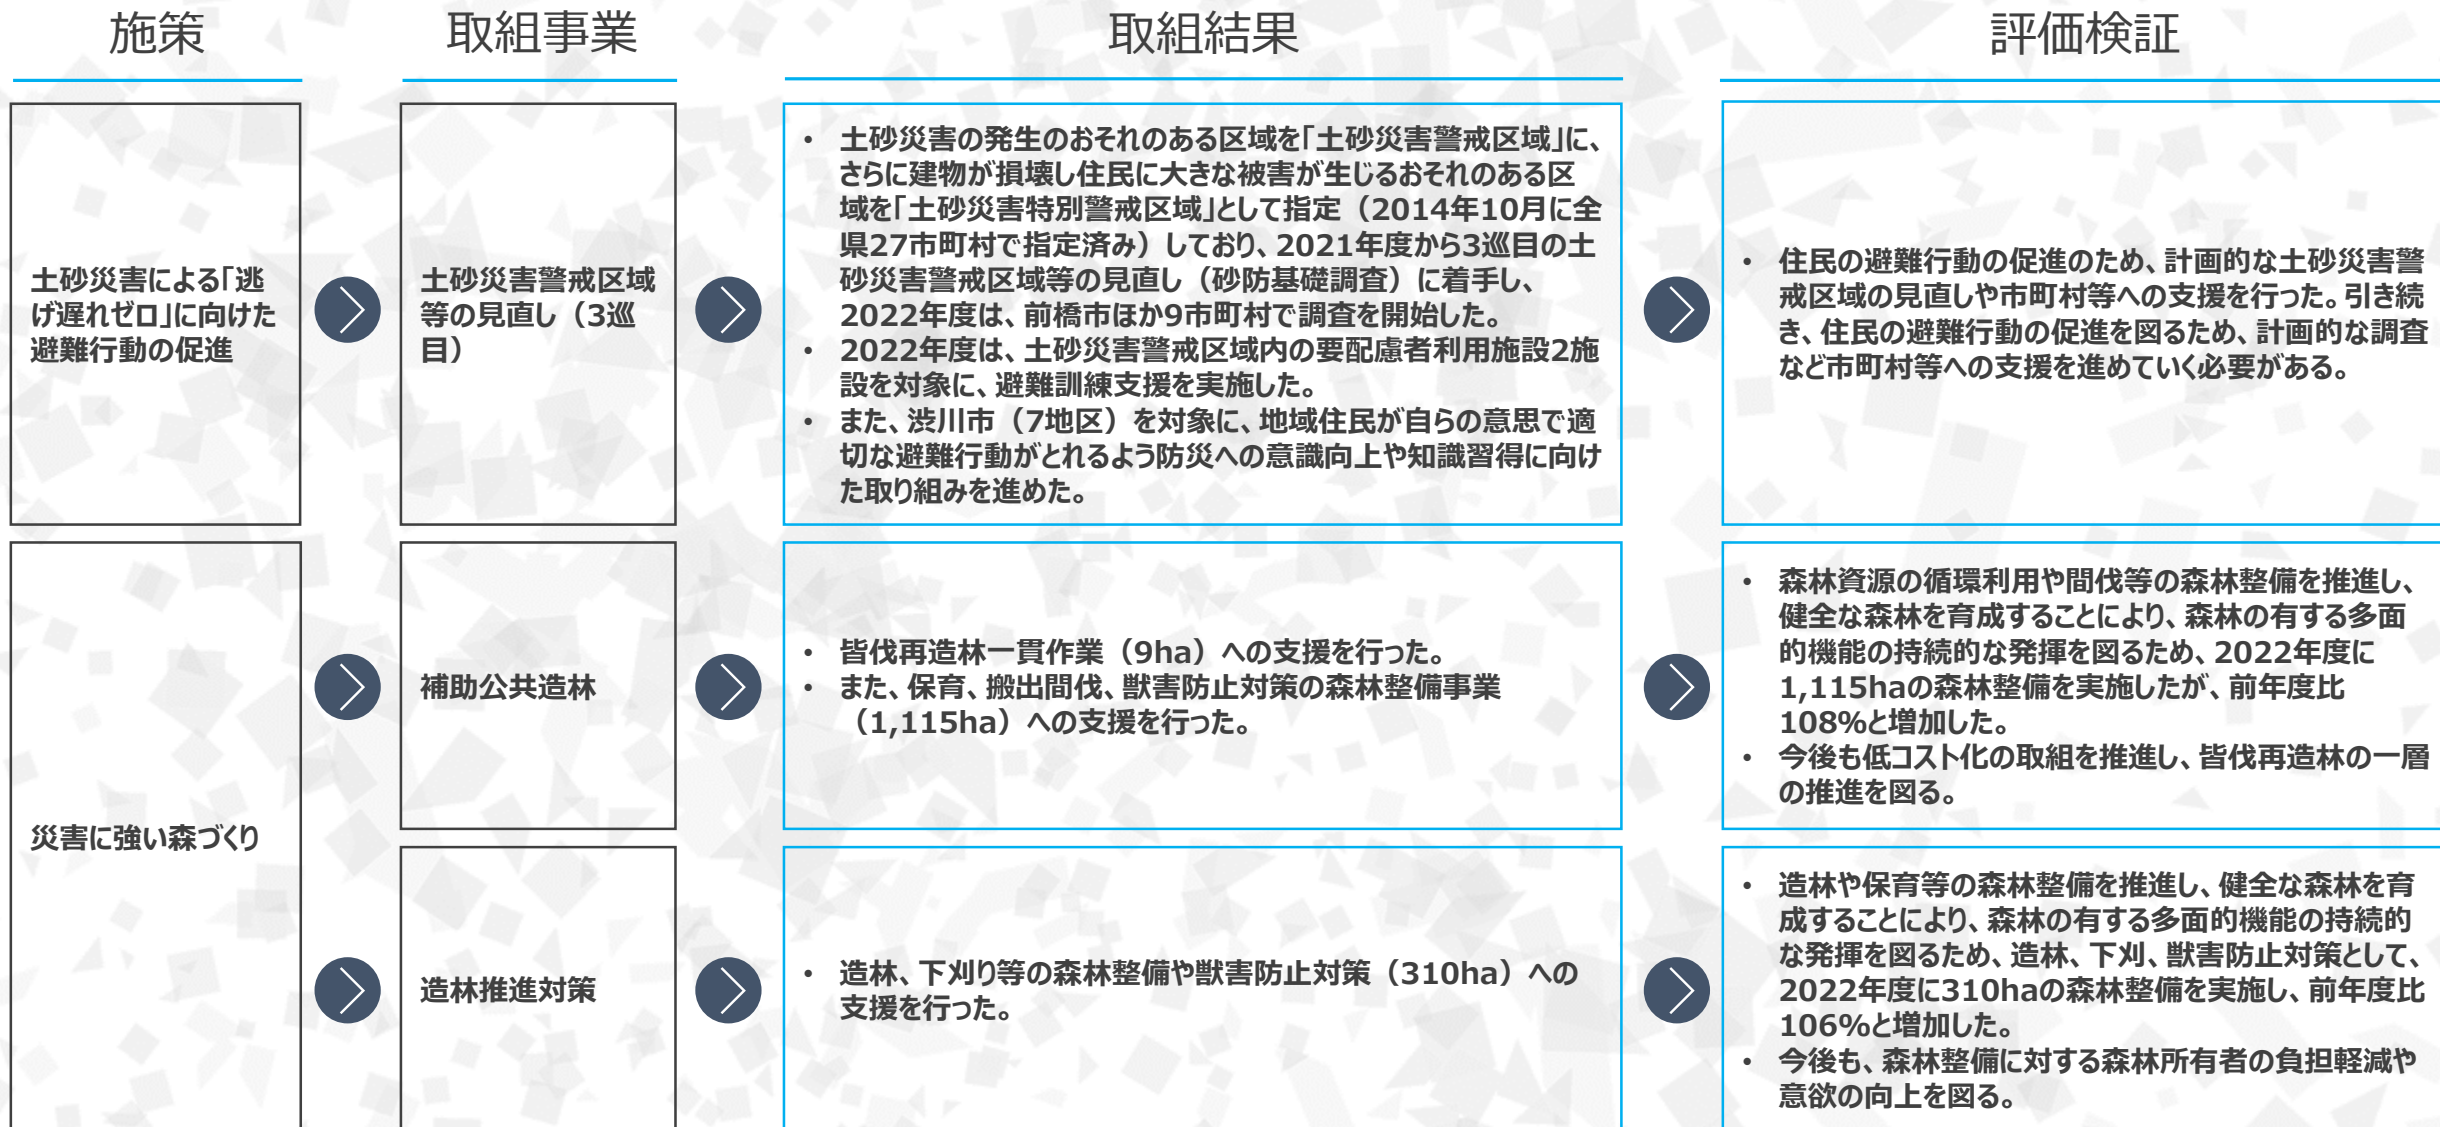 施策
取組事業
取組結果
評価検証
土砂災害による「逃
げ遅れゼロ」に向けた
避難行動の促進
土砂災害警戒区域
等の見直し（3巡
目）
• 土砂災害の発生のおそれのある区域を「土砂災害警戒区域」に、
さらに建物が損壊し住民に大きな被害が生じるおそれのある区
域を「土砂災害特別警戒区域」として指定（2014年10月に全
県27市町村で指定済み）しており、2021年度から3巡目の土
砂災害警戒区域等の見直し（砂防基礎調査）に着手し、
2022年度は、前橋市ほか9市町村で調査を開始した。
• 2022年度は、土砂災害警戒区域内の要配慮者利用施設2施
設を対象に、避難訓練支援を実施した。
• また、渋川市（7地区）を対象に、地域住民が自らの意思で適
切な避難行動がとれるよう防災への意識向上や知識習得に向け
た取り組みを進めた。
• 住民の避難行動の促進のため、計画的な土砂災害警
戒区域の見直しや市町村等への支援を行った。引き続
き、住民の避難行動の促進を図るため、計画的な調査
など市町村等への支援を進めていく必要がある。
災害に強い森づくり
補助公共造林
• 皆伐再造林一貫作業（9ha）への支援を行った。
• また、保育、搬出間伐、獣害防止対策の森林整備事業
（1,115ha）への支援を行った。
• 森林資源の循環利用や間伐等の森林整備を推進し、
健全な森林を育成することにより、森林の有する多面
的機能の持続的な発揮を図るため、2022年度に
1,115haの森林整備を実施したが、前年度比
108%と増加した。
• 今後も低コスト化の取組を推進し、皆伐再造林の一層
の推進を図る。
造林推進対策
• 造林、下刈り等の森林整備や獣害防止対策（310ha）への
支援を行った。
• 造林や保育等の森林整備を推進し、健全な森林を育
成することにより、森林の有する多面的機能の持続的
な発揮を図るため、造林、下刈、獣害防止対策として、
2022年度に310haの森林整備を実施し、前年度比
106%と増加した。
• 今後も、森林整備に対する森林所有者の負担軽減や
意欲の向上を図る。